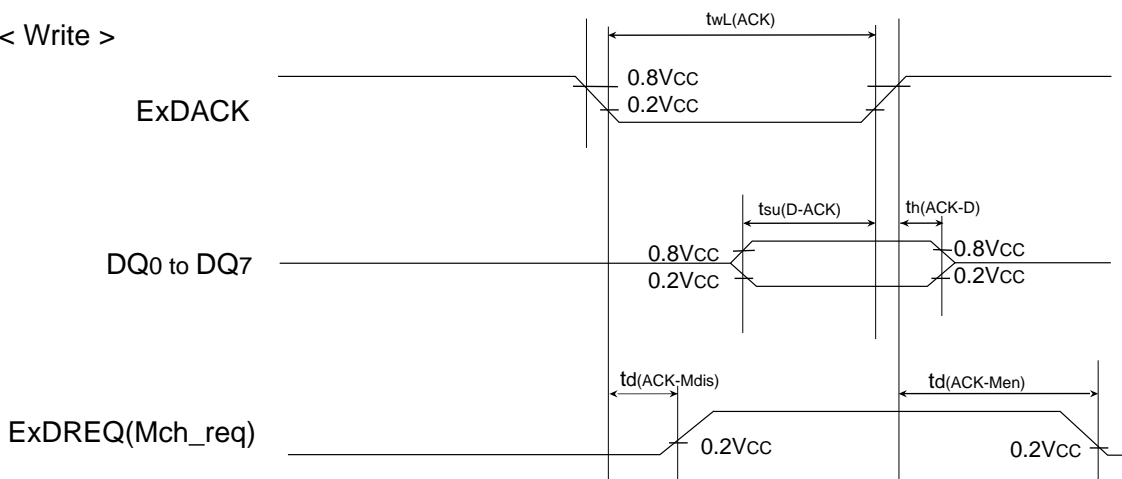 < Write >
twL(ACK)
ExDACK
0.8VCC
0.2VCC
tsu(D-ACK)
th(ACK-D)
DQ0 to DQ7
0.8VCC
0.8VCC
0.2VCC
0.2VCC
td(ACK-Mdis)
td(ACK-Men)
ExDREQ(Mch_req)
0.2VCC
0.2VCC